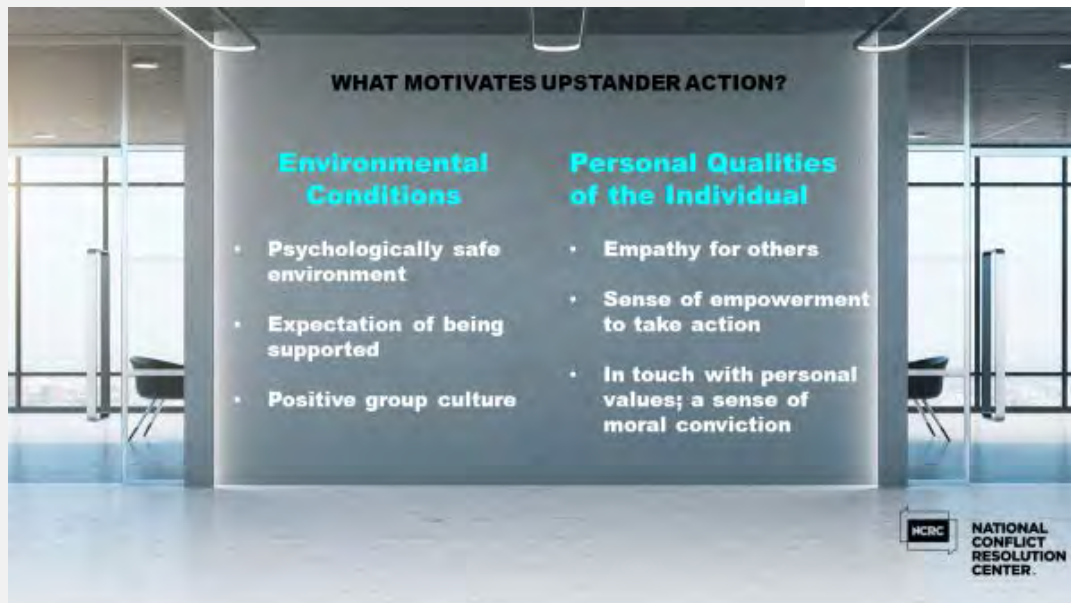 WHAT MOTIVATES UPSTANDER ACTION?
Environmental
Conditions
• Psychologically safe
environment
• Expectation of being
supported
• Positive group culture
Personal Qualities
of the Individual
• Empathy for others
• Sense of empowerment
to take action
• In touch with personal
values; a sense of
moral conviction
NCRC
NATIONAL
CONFLICT
RESOLUTION
CENTER.